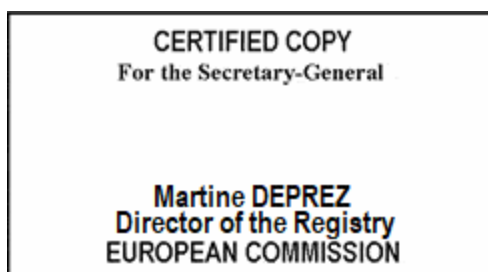 CERTIFIED COPY
For the Secretary-General
Martine DEPREZ
Director of the Registry
EUROPEAN COMMISSION